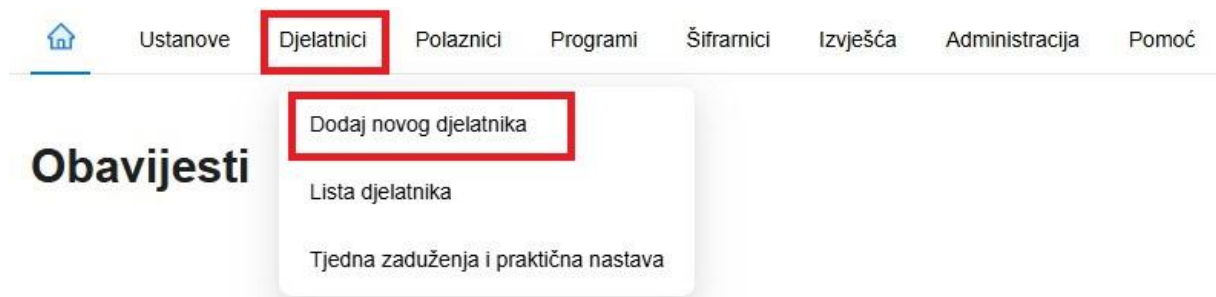 Ustanove Djelatnici Polaznici Programi Šifrarnici Izvješća Administracija Pomoć
Dodaj novog djelatnika
Obavijesti
Lista djelatnika
Tjedna zaduženja i praktična nastava